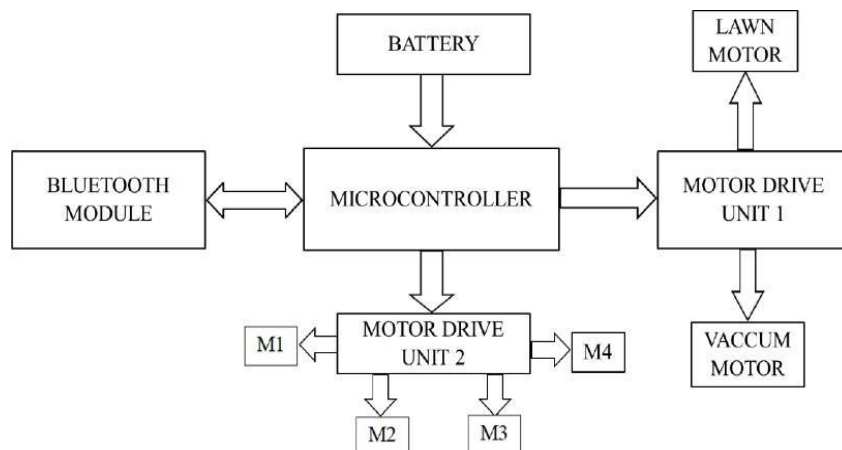 BATTERY
LAWN
MOTOR
BLUETOOTH
MODULE
MICROCONTROLLER
MOTOR DRIVE
UNIT 1
MOTOR DRIVE
UNIT 2
M1
M4
VACCUM
MOTOR
M2
M3